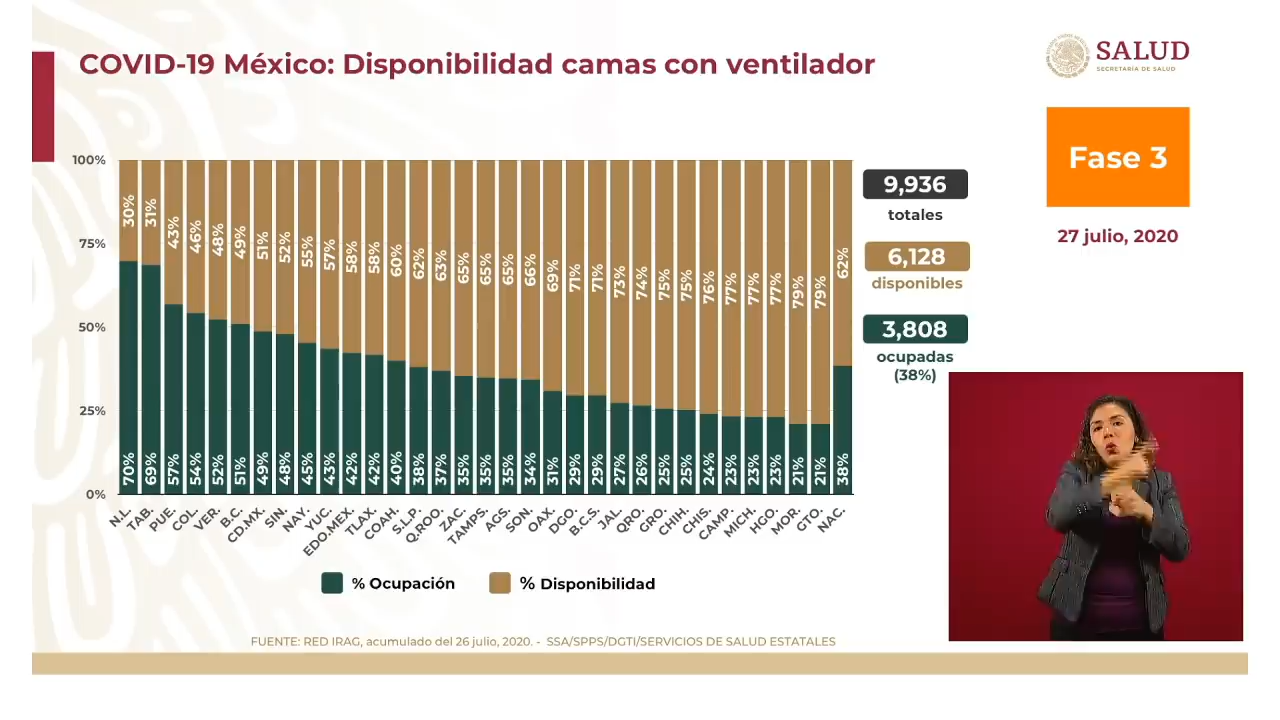 COVID-19 México: Disponibilidad camas con ventilador
SALUD
SECRETARÍA DE SALUD
Fase 3
27 julio, 2020
100%
75%
50%
25%
0%
30% 31% 43% 46% 48% 49% 51% 52% 55% 57% 58% 58% 60% 62% 63% 65% 65% 65% 66% 69% 71% 71% 73% 74% 75% 75% 76% 77% 77% 77% 79% 79% 62%
70% 69% 57% 54% 52% 51% 49% 48% 45% 43% 42% 42% 40% 38% 37% 35% 35% 35% 34% 31% 29% 29% 27% 26% 25% 25% 24% 23% 23% 23% 21% 21% 38%
N.L. TAB. PUE. COL. VER. B.C. CD.MX. SIN. NAY. YUC. EDO.MEX. TLAX. COAH. S.L.P. Q.ROO. ZAC. TAMPS. AGS. SON. OAX. DGO. B.C.S. JAL. QRO. GRO. CHIH. CHIS. CAMP. MICH. HGO. MOR. GTO. NAC.
9,936
totales
6,128
disponibles
3,808
ocupadas
(38%)
% Ocupación
% Disponibilidad
FUENTE: RED IRAG, acumulado del 26 julio, 2020. - SSA/SPPS/DGTI/SERVICIOS DE SALUD ESTATALES